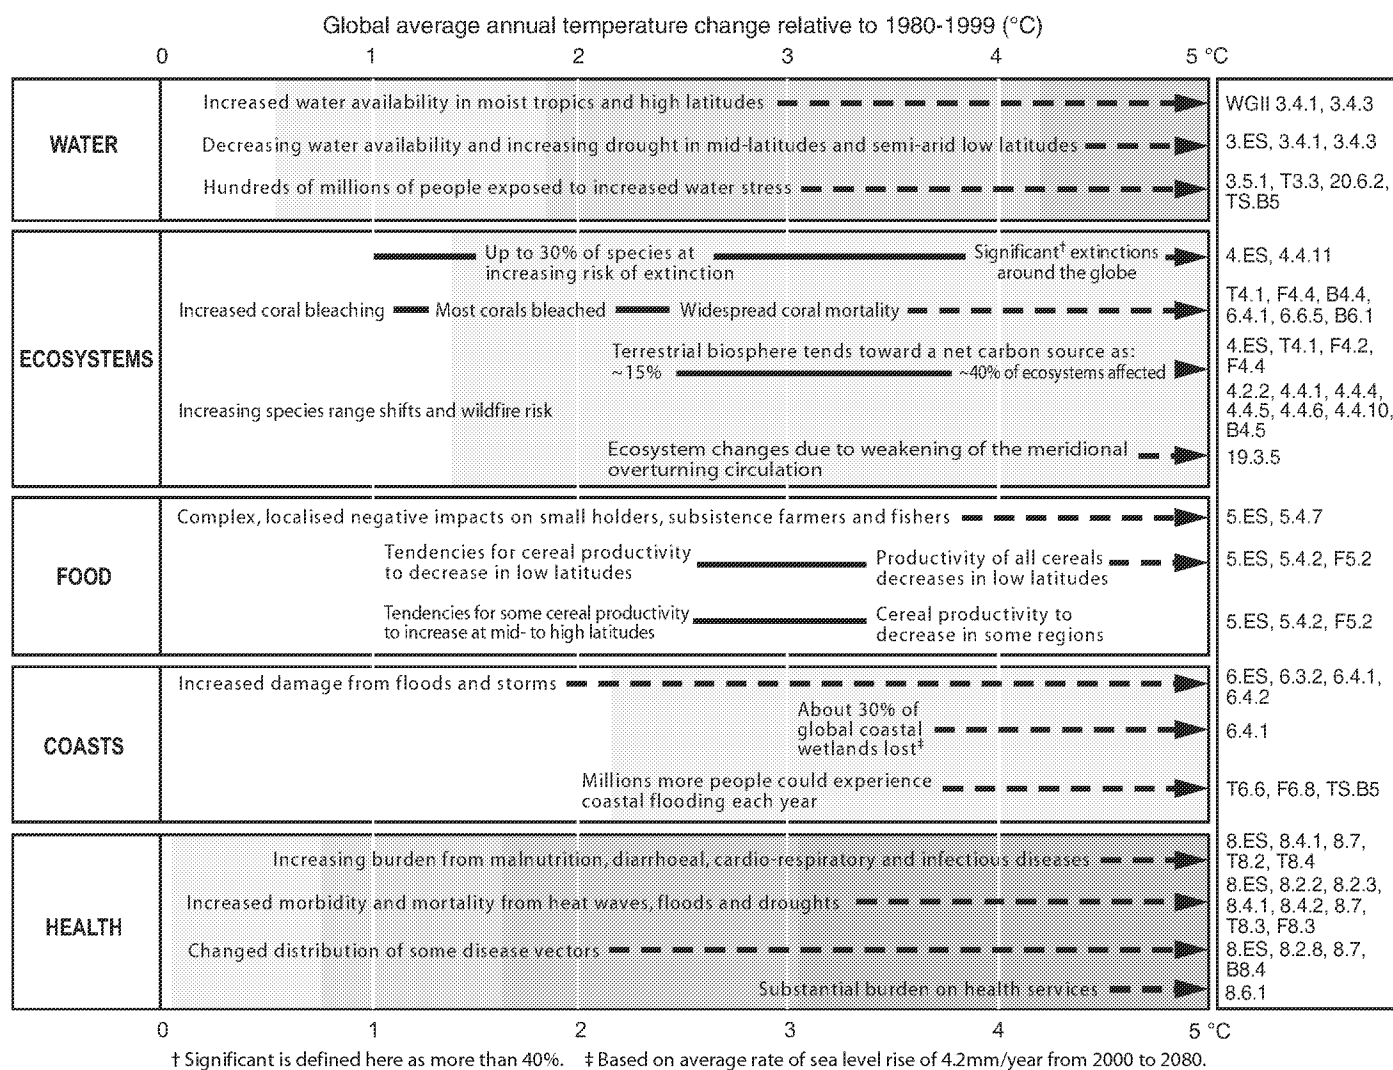 Global average annual temperature change relative to 1980-1999 (°C)
0 1 2 3 4 5 °C
WATER
Increased water availability in moist tropics and high latitudes
WGII 3.4.1, 3.4.3
Decreasing water availability and increasing drought in mid-latitudes and semi-arid low latitudes
3.ES, 3.4.1, 3.4.3
Hundreds of millions of people exposed to increased water stress
3.5.1, T3.3, 20.6.2,
TS.B5
ECOSYSTEMS
Up to 30% of species at
increasing risk of extinction
Significant† extinctions
around the globe
4.ES, 4.4.11
Increased coral bleaching
Most corals bleached
Widespread coral mortality
T4.1, F4.4, B4.4,
6.4.1, 6.6.5, B6.1
Terrestrial biosphere tends toward a net carbon source as:
~15%
~40% of ecosystems affected
4.ES, T4.1, F4.2,
F4.4
Increasing species range shifts and wildfire risk
4.2.2, 4.4.1, 4.4.4,
4.4.5, 4.4.6, 4.4.10,
B4.5
Ecosystem changes due to weakening of the meridional
overturning circulation
19.3.5
FOOD
Complex, localised negative impacts on small holders, subsistence farmers and fishers
5.ES, 5.4.7
Tendencies for cereal productivity
to decrease in low latitudes
Productivity of all cereals
decreases in low latitudes
5.ES, 5.4.2, F5.2
Tendencies for some cereal productivity
to increase at mid- to high latitudes
Cereal productivity to
decrease in some regions
5.ES, 5.4.2, F5.2
COASTS
Increased damage from floods and storms
6.ES, 6.3.2, 6.4.1,
6.4.2
About 30% of
global coastal
wetlands lost‡
6.4.1
Millions more people could experience
coastal flooding each year
T6.6, F6.8, TS.B5
HEALTH
Increasing burden from malnutrition, diarrhoeal, cardio-respiratory and infectious diseases
8.ES, 8.4.1, 8.7,
T8.2, T8.4
Increased morbidity and mortality from heat waves, floods and droughts
8.ES, 8.2.2, 8.2.3,
8.4.1, 8.4.2, 8.7,
T8.3, F8.3
Changed distribution of some disease vectors
8.ES, 8.2.8, 8.7,
B8.4
Substantial burden on health services
8.6.1
0 1 2 3 4 5 °C
† Significant is defined here as more than 40%. ‡ Based on average rate of sea level rise of 4.2mm/year from 2000 to 2080.